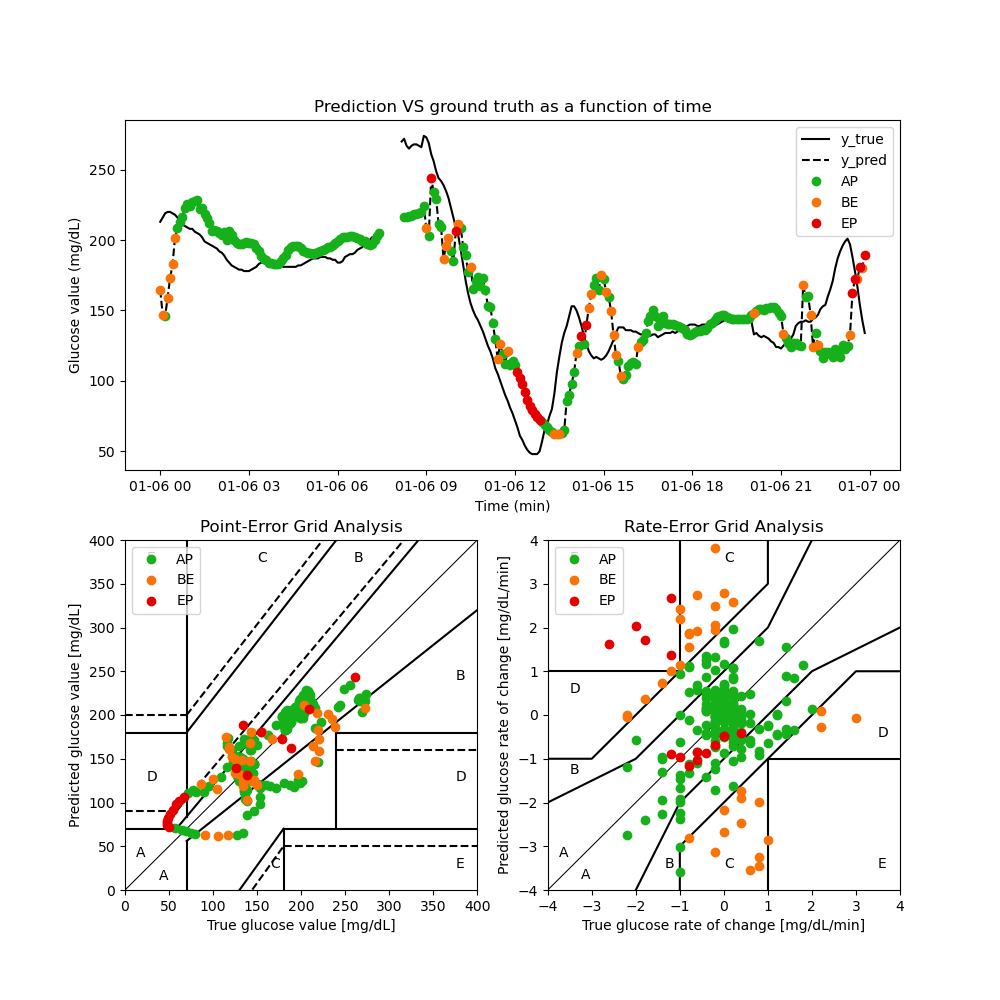 Prediction VS ground truth as a function of time
Glucose value (mg/dL)
250
200
150
100
50
y_true
y_pred
AP
BE
EP
01-06 00 01-06 03 01-06 06 01-06 09 01-06 12 01-06 15 01-06 18 01-06 21 01-07 00
Time (min)
Point-Error Grid Analysis
Predicted glucose value [mg/dL]
400
350
300
250
200
150
100
50
0
AP
BE
EP
C
B
B
D
D
A
A
C
E
0 50 100 150 200 250 300 350 400
True glucose value [mg/dL]
Rate-Error Grid Analysis
Predicted glucose rate of change [mg/dL/min]
4
3
2
1
0
−1
−2
−3
−4
AP
BE
EP
C
D
D
B
A
A
B
C
E
−4 −3 −2 −1 0 1 2 3 4
True glucose rate of change [mg/dL/min]